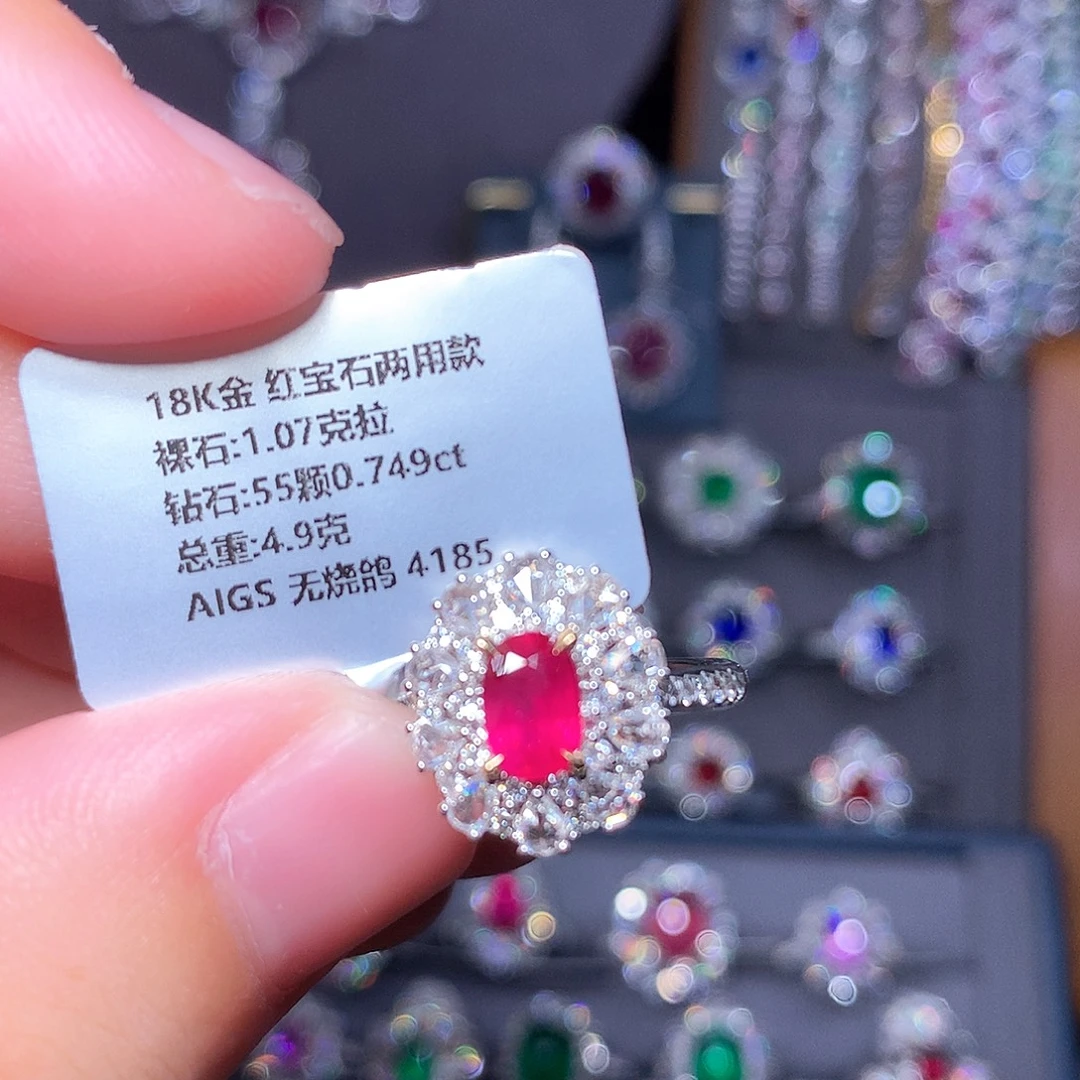 18K金 红宝石两用款
裸石:1.07克拉
钻石:55颗0.749ct
总重:4.9克
AIGS 无烧鸽 4185